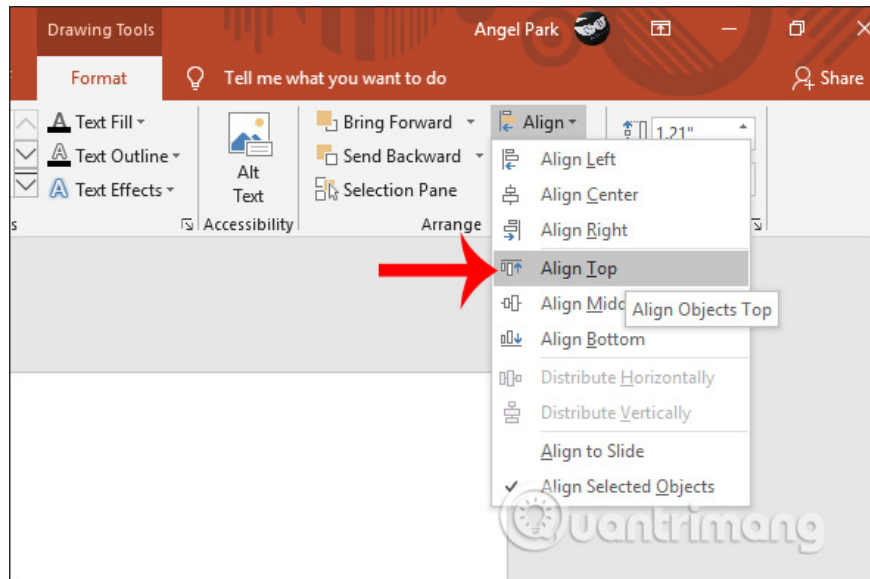 Drawing Tools
Angel Park
Format
Tell me what you want to do
Share
Text Fill
Text Outline
Text Effects
Alt
Text
Bring Forward
Send Backward
Selection Pane
Align
1.21"
s
Accessibility
Arrange
Align Left
Align Center
Align Right
Align Top
Align Midd
Align Objects Top
Align Bottom
Distribute Horizontally
Distribute Vertically
Align to Slide
Align Selected Objects
Quantrimang